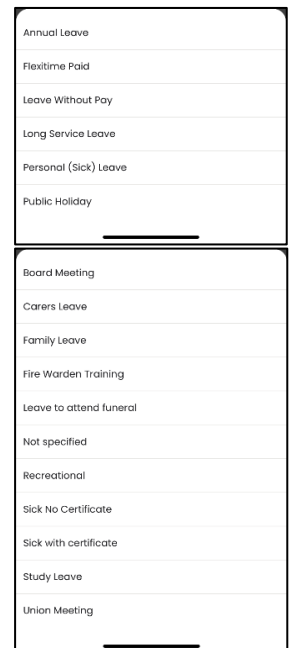 Annual Leave
Flexitime Paid
Leave Without Pay
Long Service Leave
Personal (Sick) Leave
Public Holiday
Board Meeting
Carers Leave
Family Leave
Fire Warden Training
Leave to attend funeral
Not specified
Recreational
Sick No Certificate
Sick with certificate
Study Leave
Union Meeting